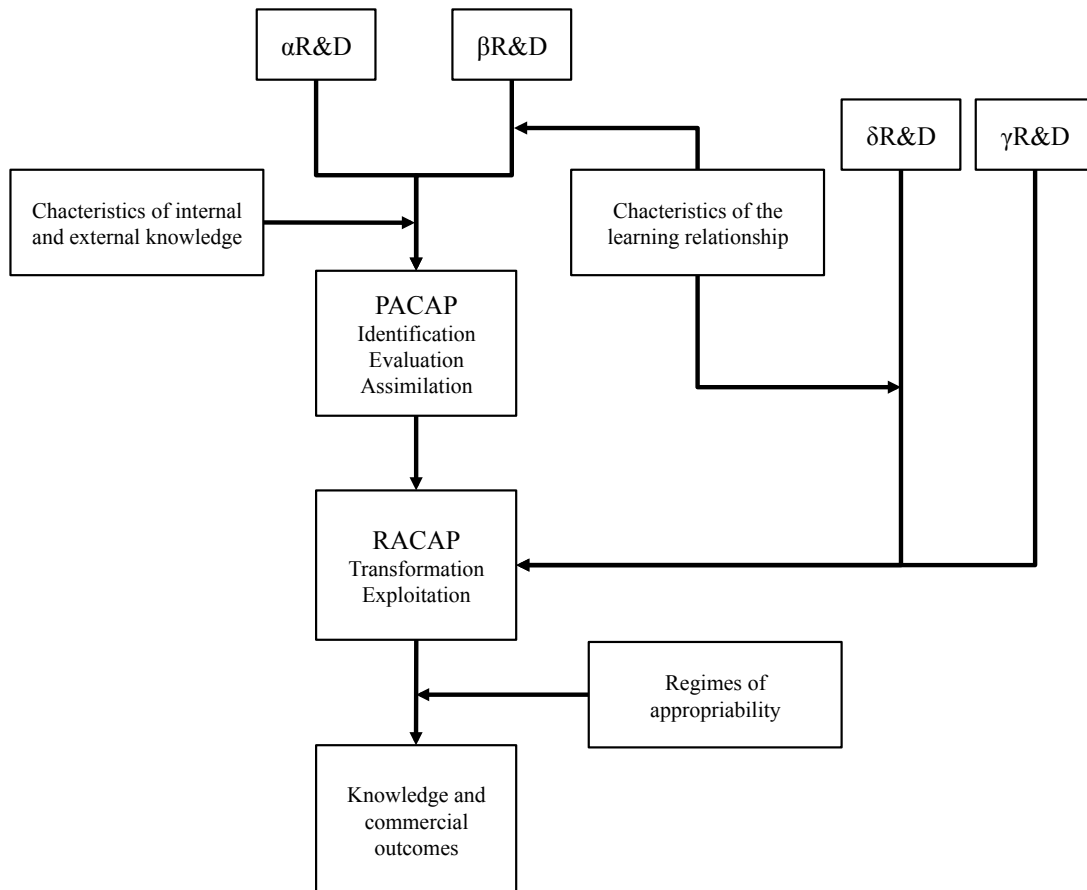 αR&D
βR&D
δR&D
γR&D
Chacteristics of internal
and external knowledge
Chacteristics of the
learning relationship
PACAP
Identification
Evaluation
Assimilation
RACAP
Transformation
Exploitation
Regimes of
appropriability
Knowledge and
commercial
outcomes